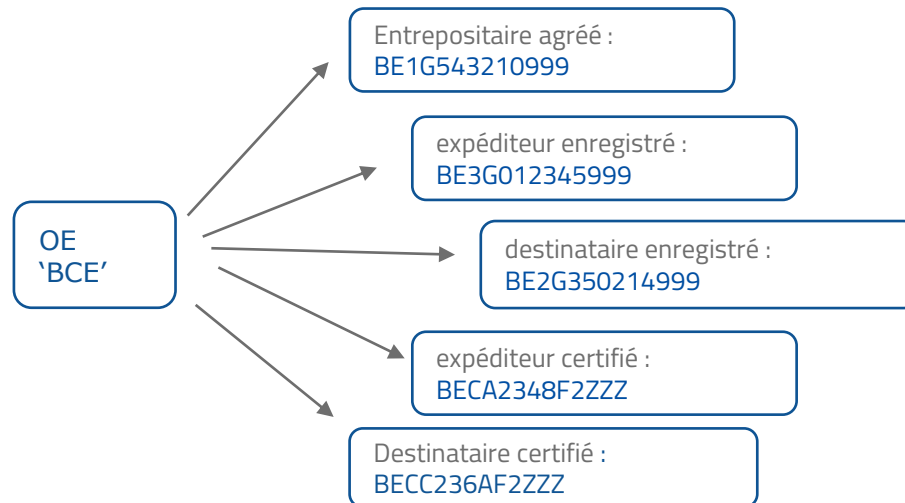 Entrepositaire agréé :
BE1G543210999
expéditeur enregistré :
BE3G012345999
OE
‘BCE’
destinataire enregistré :
BE2G350214999
expéditeur certifié :
BECA2348F2ZZZ
Destinataire certifié :
BECC236AF2ZZZ